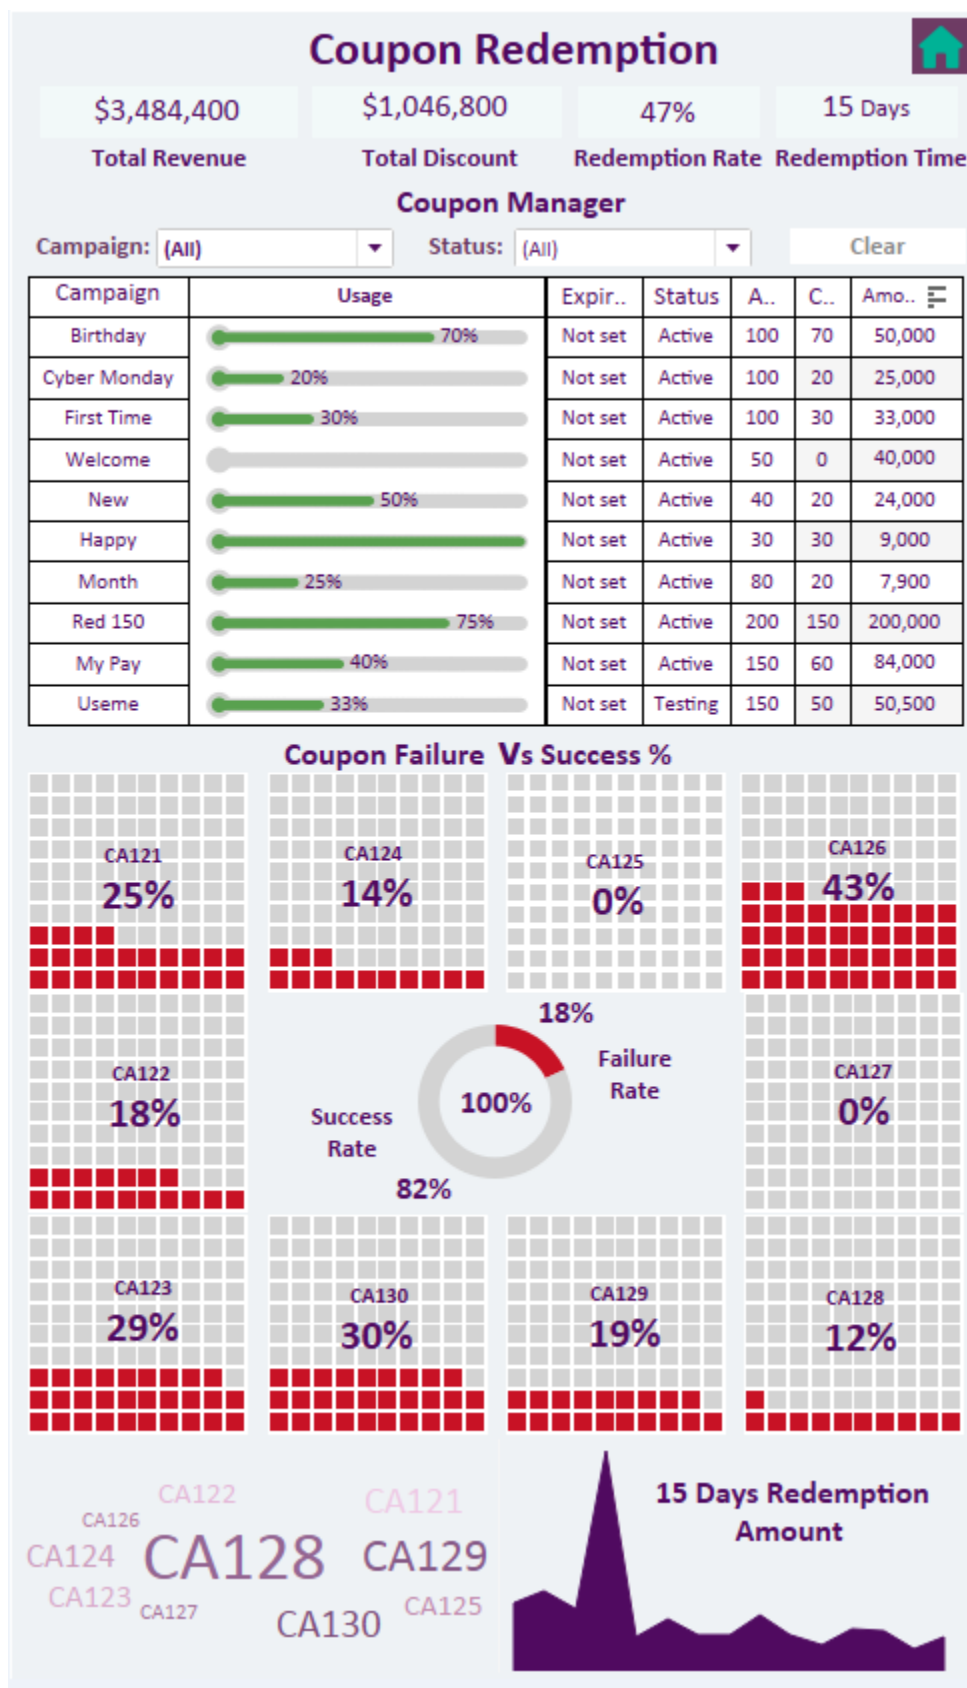 Coupon Redemption
$3,484,400 $1,046,800 47% 15 Days
Total Revenue Total Discount Redemption Rate Redemption Time
Coupon Manager
Campaign: (All) Status: (All) Clear
Campaign Usage Expir.. Status A.. C.. Amo..
Birthday 70% Not set Active 100 70 50,000
Cyber Monday 20% Not set Active 100 20 25,000
First Time 30% Not set Active 100 30 33,000
Welcome Not set Active 50 0 40,000
New 50% Not set Active 40 20 24,000
Happy Not set Active 30 30 9,000
Month 25% Not set Active 80 20 7,900
Red 150 75% Not set Active 200 150 200,000
My Pay 40% Not set Active 150 60 84,000
Useme 33% Not set Testing 150 50 50,500
Coupon Failure Vs Success %
CA121 CA124 CA125 CA126
25% 14% 0% 43%
18%
Failure
Rate
CA122 CA127
18% 100% 0%
Success
Rate
82%
CA123 CA130 CA129 CA128
29% 30% 19% 12%
CA122 CA121
CA126
CA124 CA128 CA129
CA123 CA127 CA130 CA125
15 Days Redemption
Amount